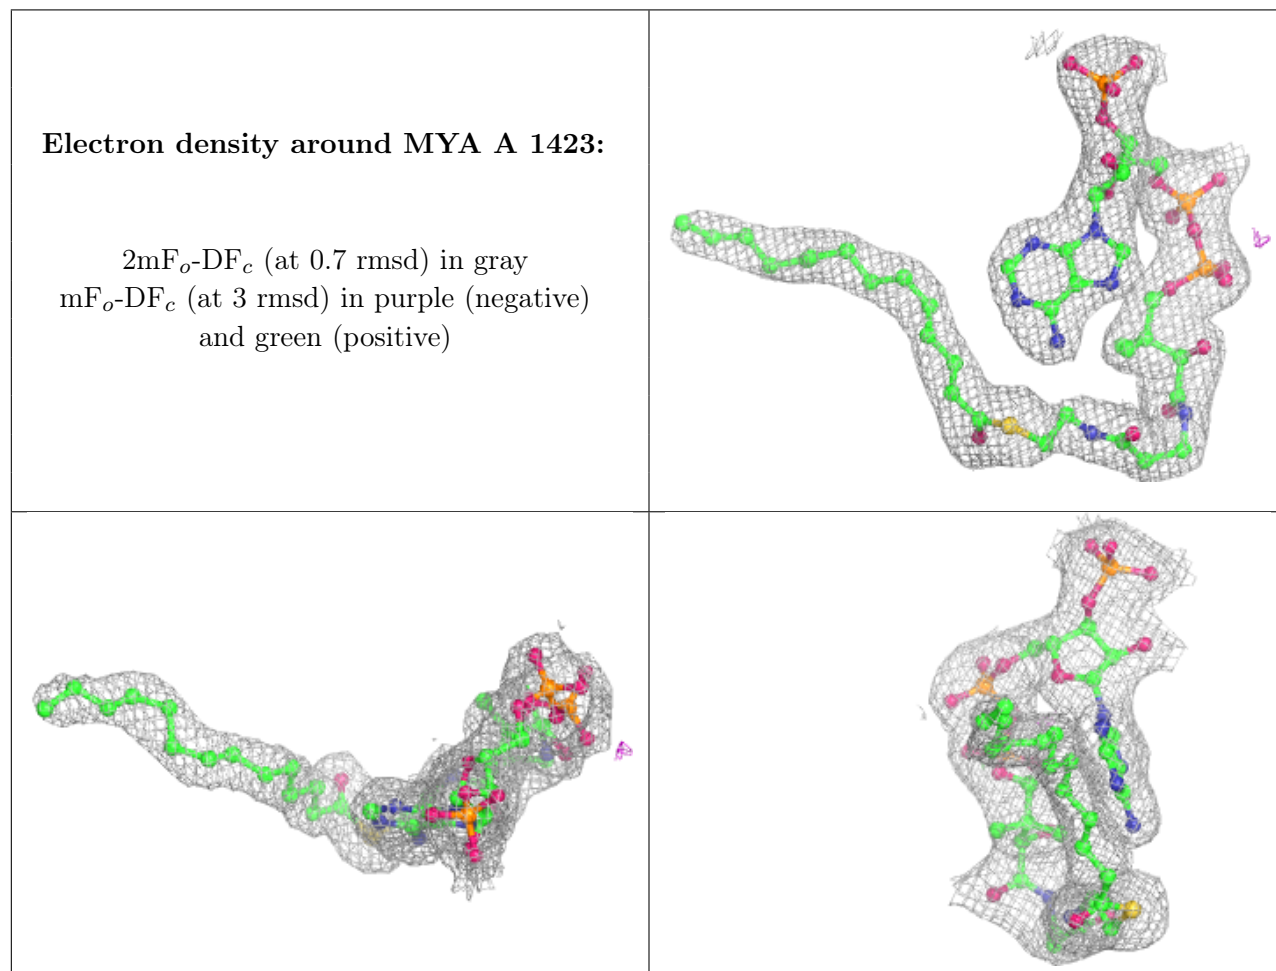 Electron density around MYA A 1423:
2mFo-DFc (at 0.7 rmsd) in gray
mFo-DFc (at 3 rmsd) in purple (negative)
and green (positive)